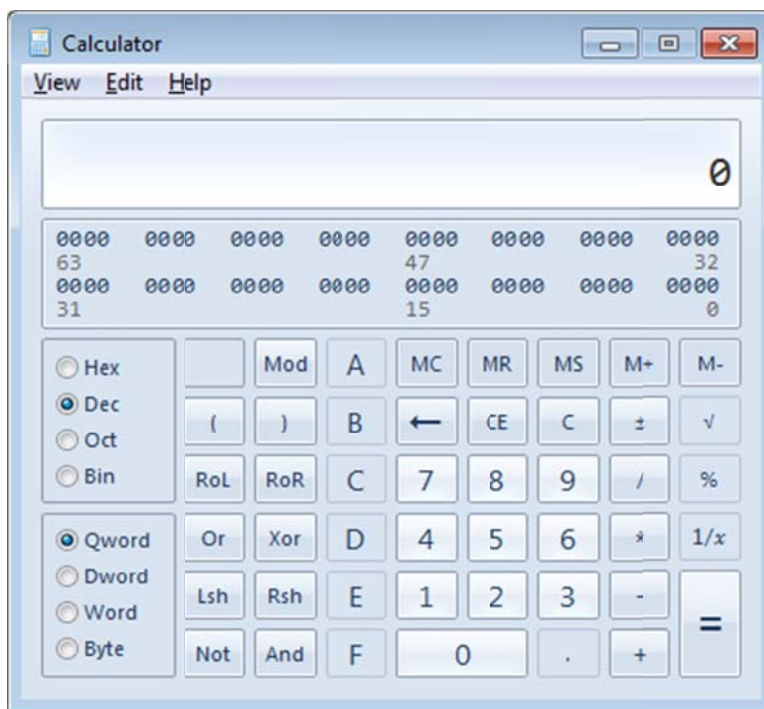 Calculator
View Edit Help
0
0000 0000 0000 0000 0000 0000 0000 0000
63 47 32
0000 0000 0000 0000 0000 0000 0000 0000
31 15 0
Hex Mod A MC MR MS M+ M-
Dec
( ) B ← CE C ± √
Oct
Bin RoL RoR C 7 8 9 / %
Qword Or Xor D 4 5 6 * 1/x
Dword
Lsh Rsh E 1 2 3 - =
Word
Byte Not And F 0 . +